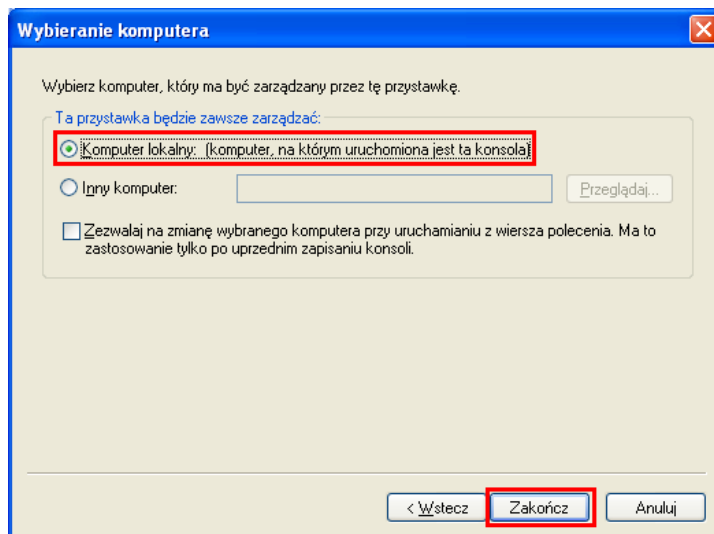 Wybieranie komputera
Wybierz komputer, który ma być zarządzany przez tę przystawkę.
Ta przystawka będzie zawsze zarządzać:
Komputer lokalny: (komputer, na którym uruchomiona jest ta konsola)
Inny komputer:
Przeglądaj...
Zezwalaj na zmianę wybranego komputera przy uruchamianiu z wiersza polecenia. Ma to
zastosowanie tylko po uprzednim zapisaniu konsoli.
< Wstecz
Zakończ
Anuluj